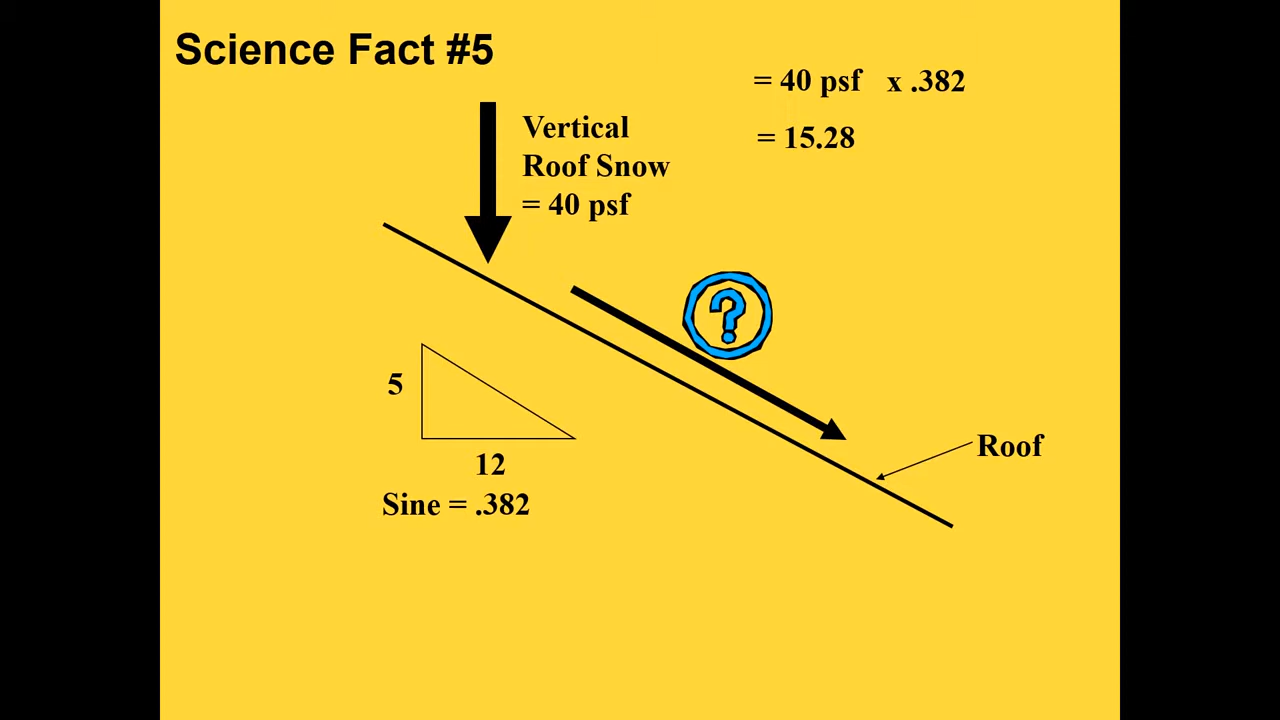 Science Fact #5
= 40 psf x .382
= 15.28
Vertical
Roof Snow
= 40 psf
?
5
12
Sine = .382
Roof